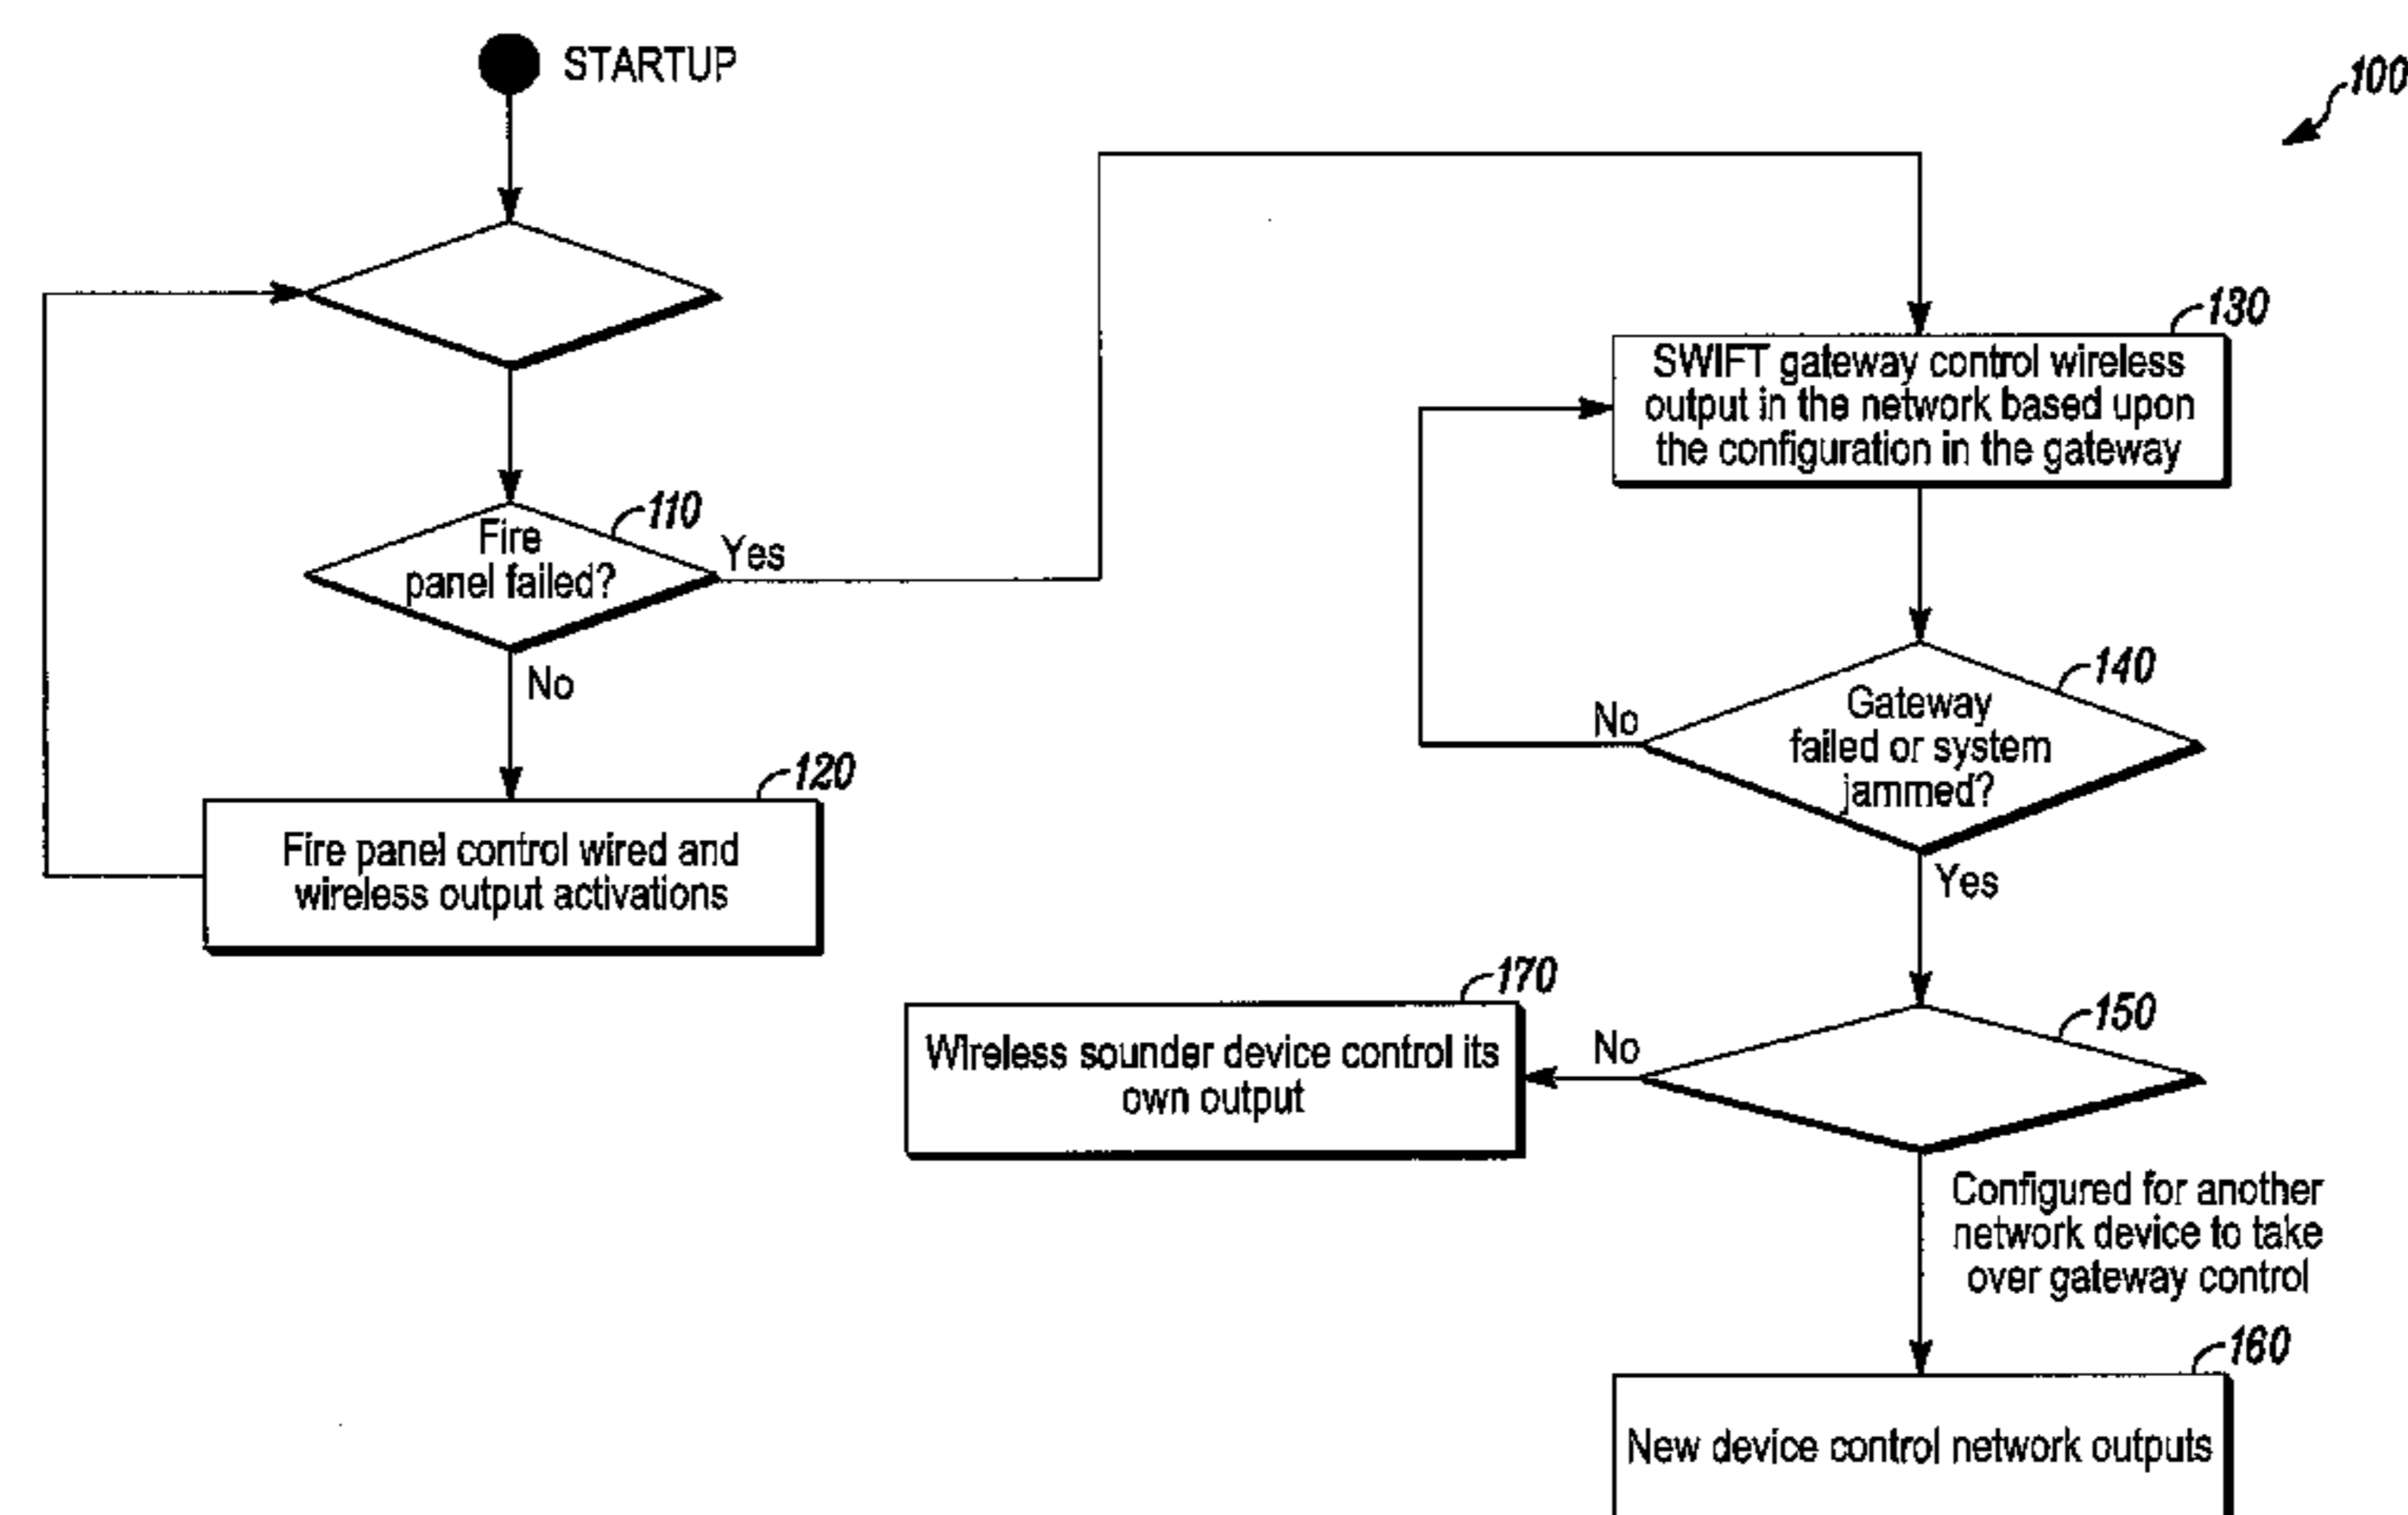 STARTUP
100
110
Fire
panel failed?
Yes
No
120
Fire panel control wired and
wireless output activations
130
SWIFT gateway control wireless
output in the network based upon
the configuration in the gateway
140
Gateway
failed or system
jammed?
No
Yes
150
No
170
Wireless sounder device control its
own output
Configured for another
network device to take
over gateway control
160
New device control network outputs